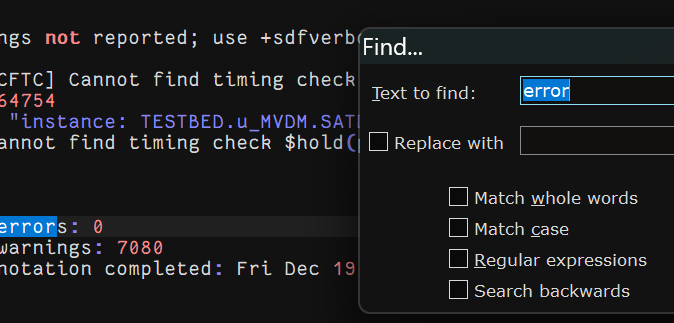 ngs not reported; use +sdfverb
CFTC] Cannot find timing check
64754
"instance: TESTBED.u_MVDM.SAT
annot find timing check $hold(
errors: 0
warnings: 7080
notation completed: Fri Dec 19
Find...
Text to find: error
Replace with
Match whole words
Match case
Regular expressions
Search backwards